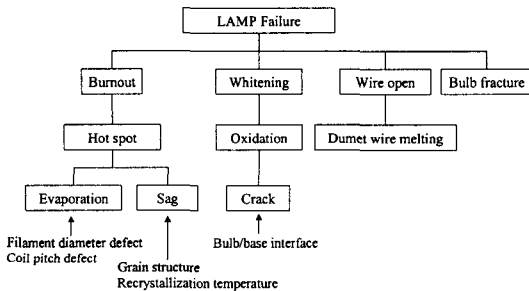 LAMP Failure
Burnout
Whitening
Wire open
Bulb fracture
Hot spot
Oxidation
Dumet wire melting
Evaporation
Sag
Crack
Filament diameter defect
Coil pitch defect
Bulb/base interface
Grain structure
Recrystallization temperature